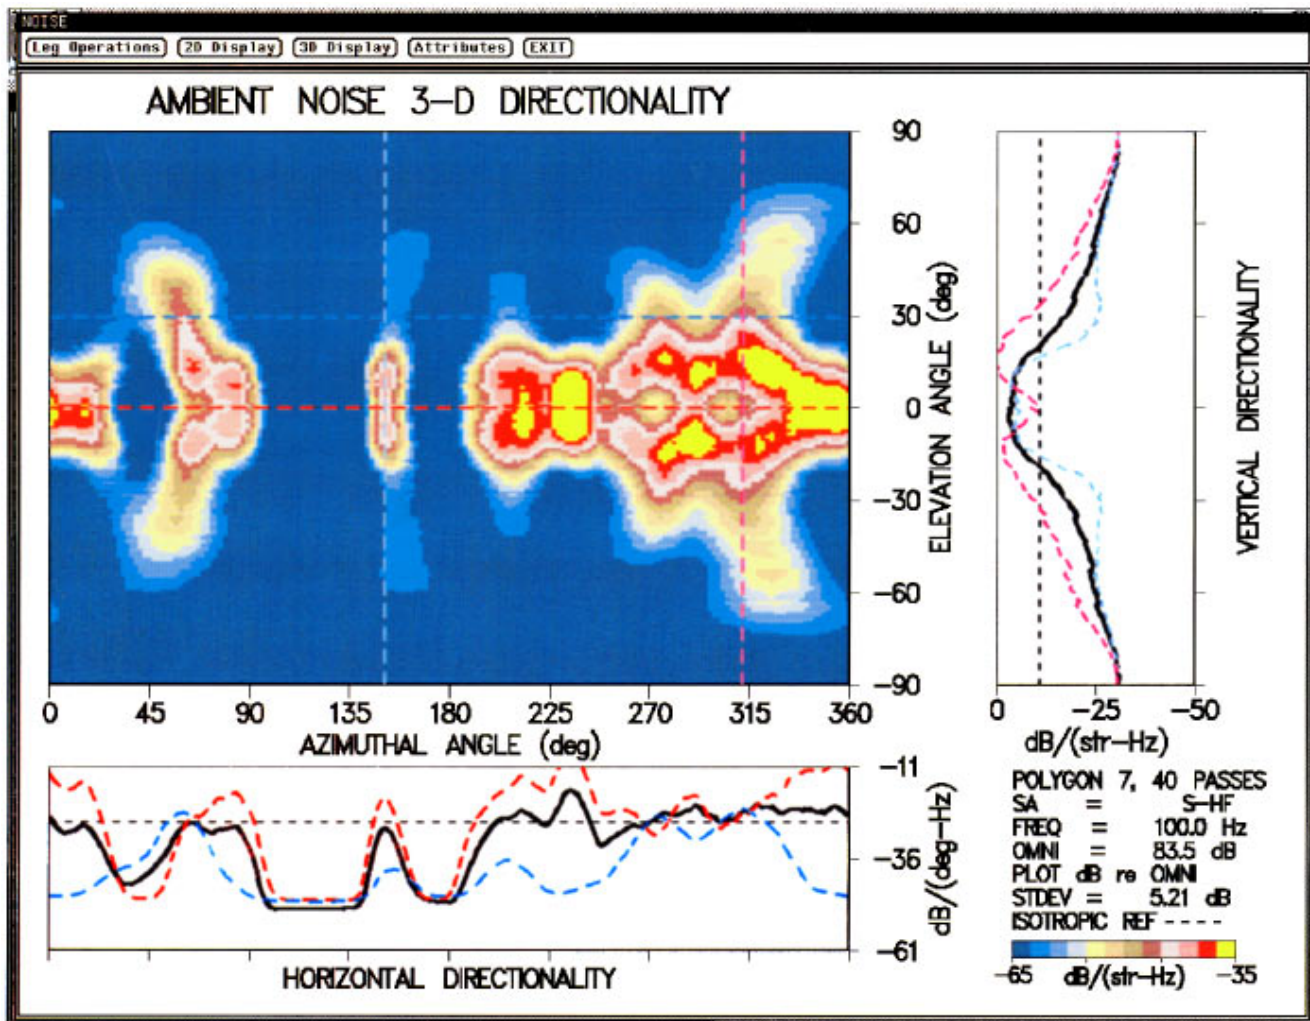 NOISE
Leg Operations 2D Display 3D Display Attributes EXIT
AMBIENT NOISE 3-D DIRECTIONALITY
90
60
30
0
-30
-60
-90
ELEVATION ANGLE (deg)
0 45 90 135 180 225 270 315 360
AZIMUTHAL ANGLE (deg)
VERTICAL DIRECTIONALITY
0 -25 -50
dB/(str-Hz)
-11
-36
-61
dB/(deg-Hz)
HORIZONTAL DIRECTIONALITY
POLYGON 7, 40 PASSES
SA = S-HF
FREQ = 100.0 Hz
OMNI = 83.5 dB
PLOT dB re OMNI
STDEV = 5.21 dB
ISOTROPIC REF ----
-65 dB/(str-Hz) -35